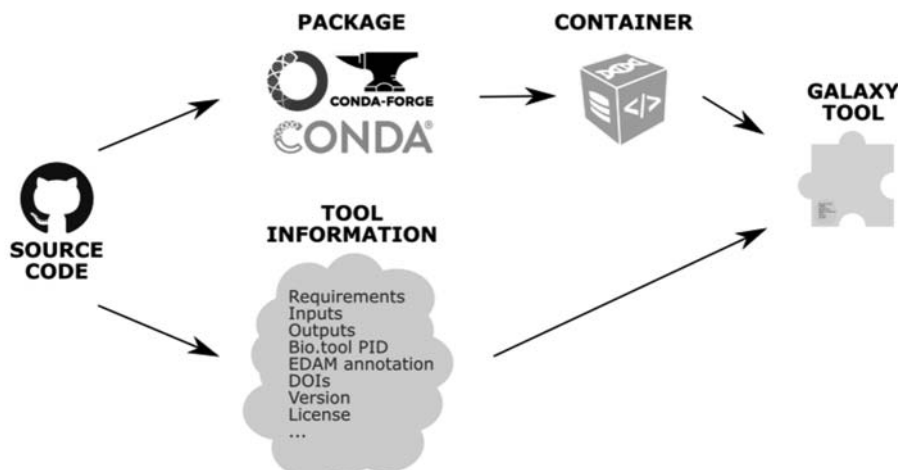 PACKAGE
CONDA-FORGE
CONDA®
CONTAINER
</>
GALAXY
TOOL
SOURCE
CODE
TOOL
INFORMATION
Requirements
Inputs
Outputs
Bio.tool PID
EDAM annotation
DOIs
Version
License
...